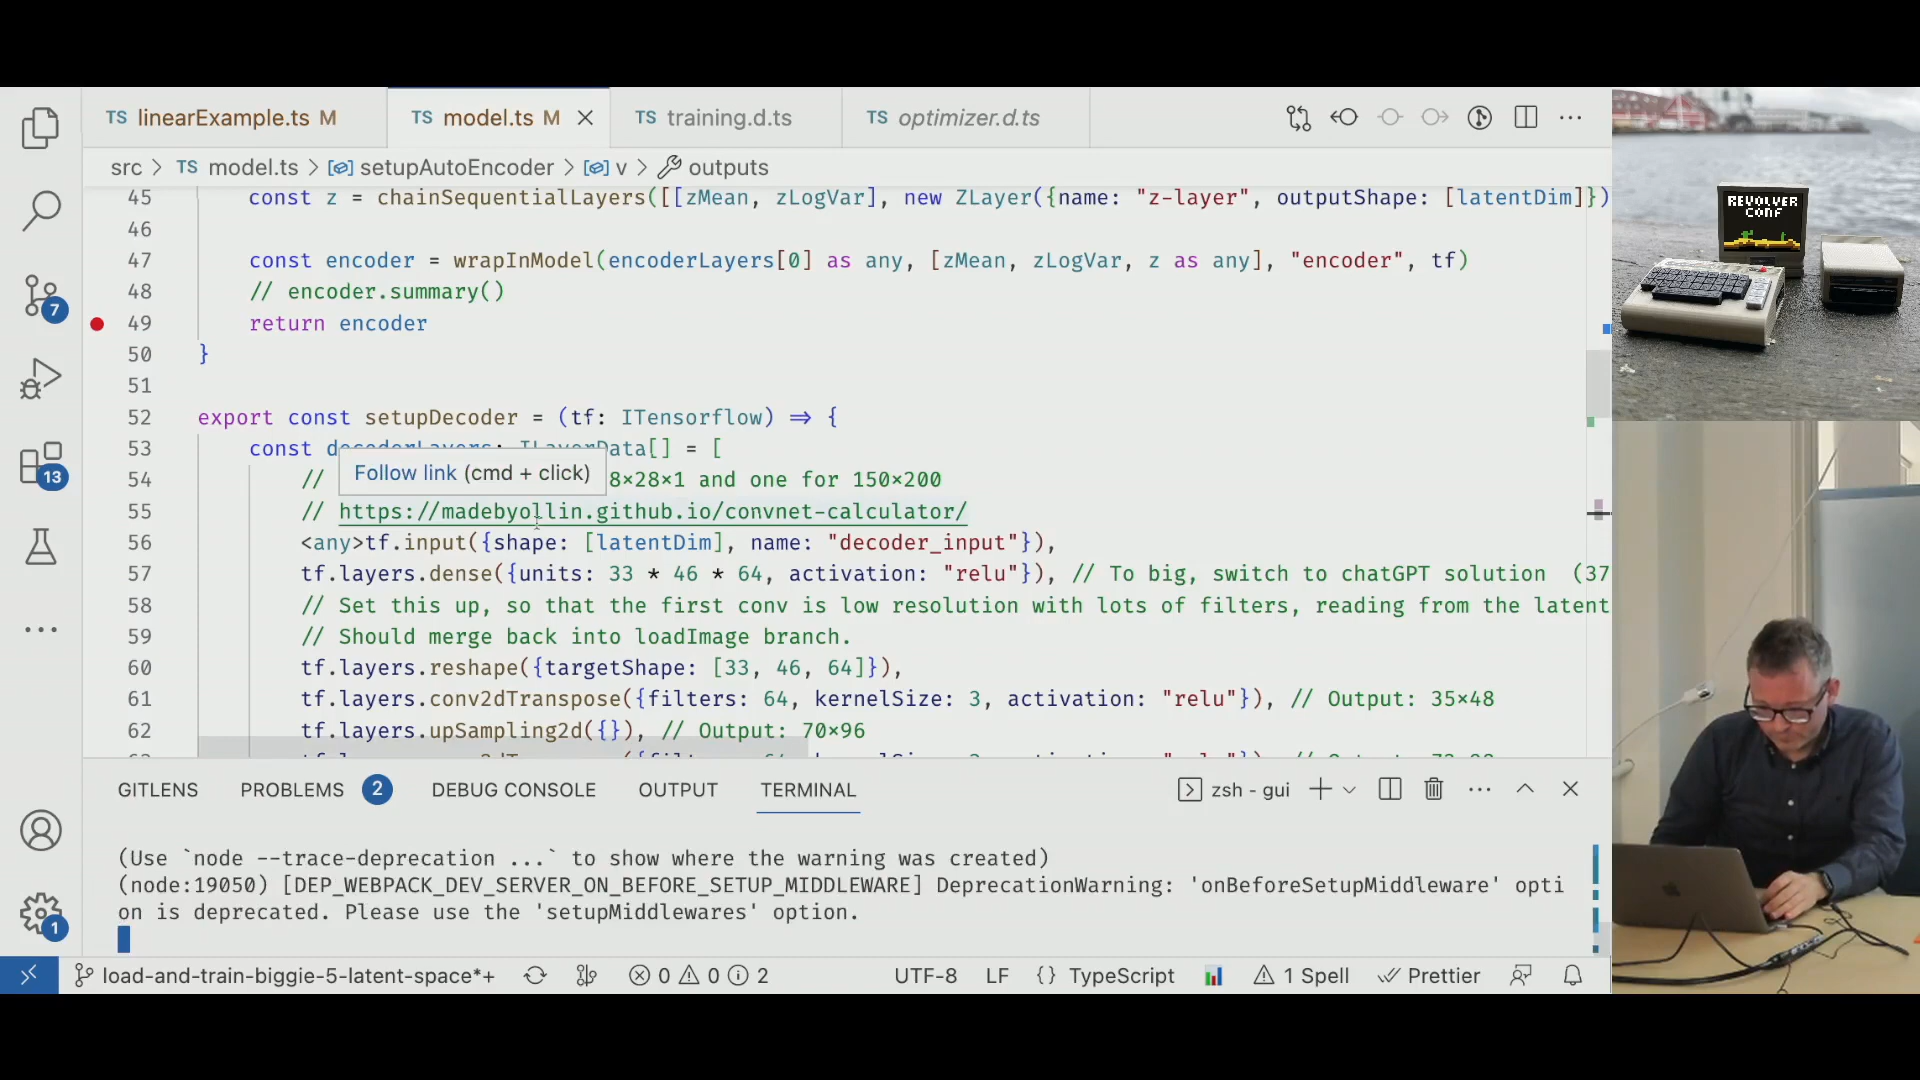 TS linearExample.ts M
TS model.ts M
TS training.d.ts
TS optimizer.d.ts
src > TS model.ts > setupAutoEncoder > v > outputs
45 const z = chainSequentialLayers([[zMean, zLogVar], new ZLayer({name: "z-layer", outputShape: [latentDim]})
46
47 const encoder = wrapInModel(encoderLayers[0] as any, [zMean, zLogVar, z as any], "encoder", tf)
48 // encoder.summary()
49 return encoder
50 }
51
52 export const setupDecoder = (tf: ITensorflow) => {
53 const decoderLayers: ILayerData[] = [
Follow link (cmd + click)
54 // 8×28×1 and one for 150×200
55 // https://madebyollin.github.io/convnet-calculator/
56 <any>tf.input({shape: [latentDim], name: "decoder_input"}),
57 tf.layers.dense({units: 33 * 46 * 64, activation: "relu"}), // To big, switch to chatGPT solution (37
58 // Set this up, so that the first conv is low resolution with lots of filters, reading from the latent
59 // Should merge back into loadImage branch.
60 tf.layers.reshape({targetShape: [33, 46, 64]}),
61 tf.layers.conv2dTranspose({filters: 64, kernelSize: 3, activation: "relu"}), // Output: 35×48
62 tf.layers.upSampling2d({}), // Output: 70×96
7
13
1
GITLENS PROBLEMS 2 DEBUG CONSOLE OUTPUT TERMINAL zsh - gui
(Use `node --trace-deprecation ...` to show where the warning was created)
(node:19050) [DEP_WEBPACK_DEV_SERVER_ON_BEFORE_SETUP_MIDDLEWARE] DeprecationWarning: 'onBeforeSetupMiddleware' opti
on is deprecated. Please use the 'setupMiddlewares' option.
load-and-train-biggie-5-latent-space*+ 0 0 2 UTF-8 LF {} TypeScript 1 Spell Prettier
REVOLVER
CONF